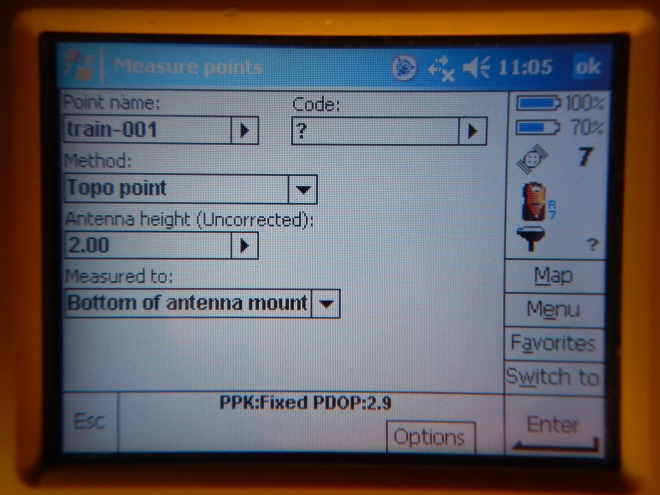 Measure points 11:05 ok
Point name: Code:
train-001 ?
Method:
Topo point
Antenna height (Uncorrected):
2.00
Measured to:
Bottom of antenna mount
100%
70%
7
R
7
?
Map
Menu
Favorites
Switch to
PPK:Fixed PDOP:2.9
Esc
Options
Enter